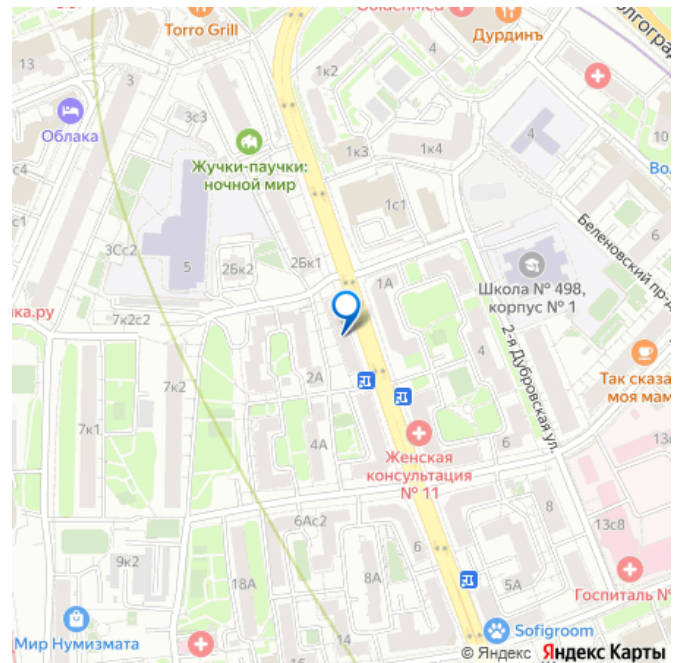 Torro Grill
GoldenMed
Дурдинъ
13
3
1к2
4
4
3с3
Облака
4
10
1к3
1к4
Жучки-паучки:
ночной мир
с4
1с1
Беленовский пр-д
6
3Сс2
5
2Бк2
2Бк1
Школа № 498,
корпус № 1
1А
7к2с2
2-я Дубровская ул.
4
Так сказа
моя мам
7к2
2А
7к1
4А
Женская
консультация
№ 11
6
6Ас2
8
13с8
9к2
6
18А
8А
5А
Госпиталь №
Мир Нумизмата
14
Sofigroom
© Яндекс Яндекс Карты